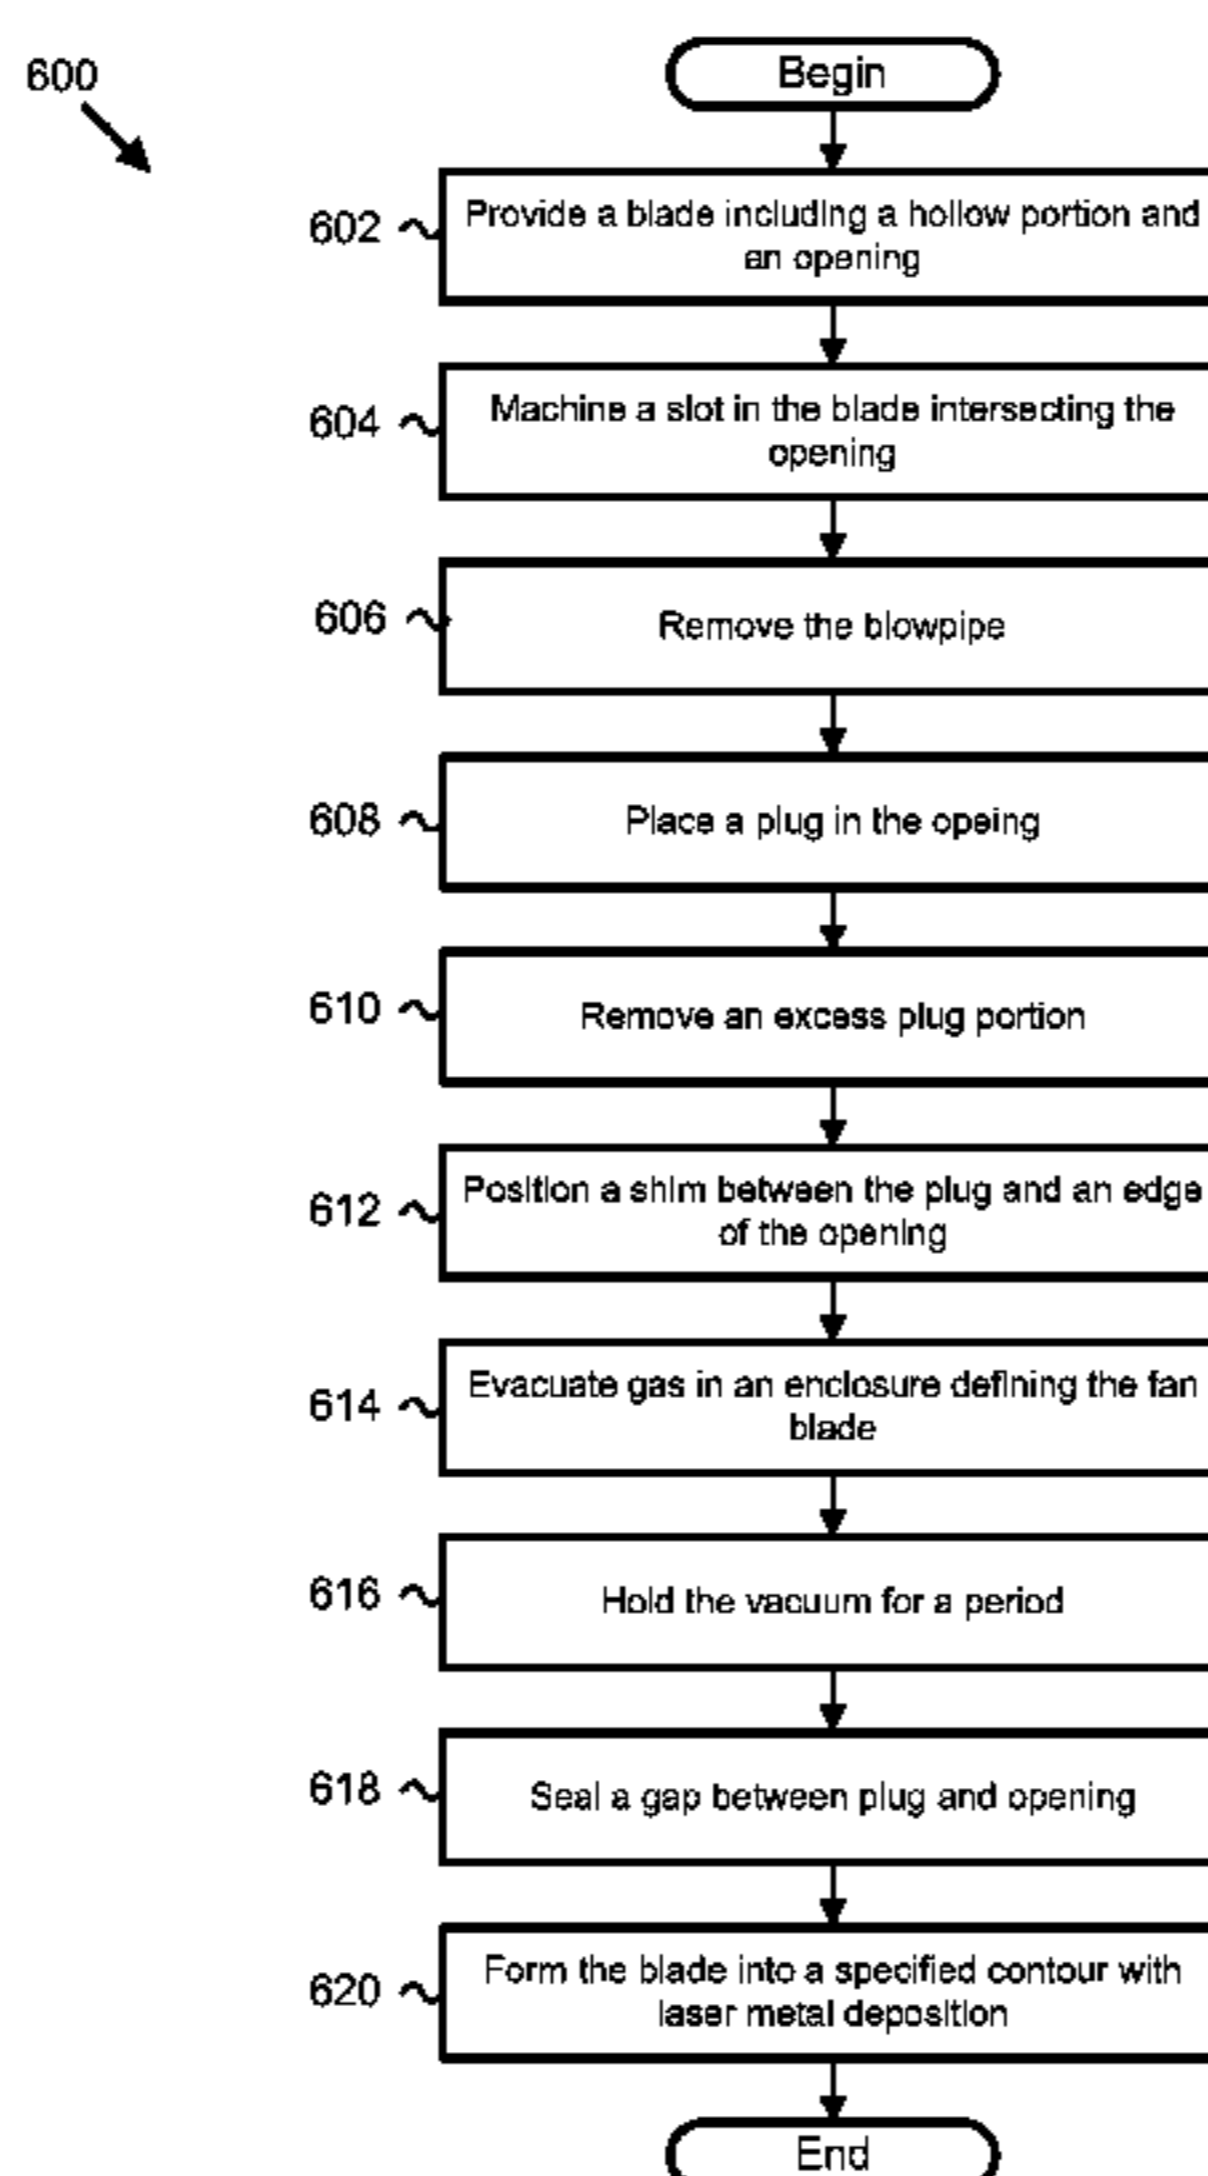 600
Begin
602
Provide a blade including a hollow portion and
an opening
604
Machine a slot in the blade intersecting the
opening
606
Remove the blowpipe
608
Place a plug in the opeing
610
Remove an excess plug portion
612
Position a shim between the plug and an edge
of the opening
614
Evacuate gas in an enclosure defining the fan
blade
616
Hold the vacuum for a period
618
Seal a gap between plug and opening
620
Form the blade into a specified contour with
laser metal deposition
End